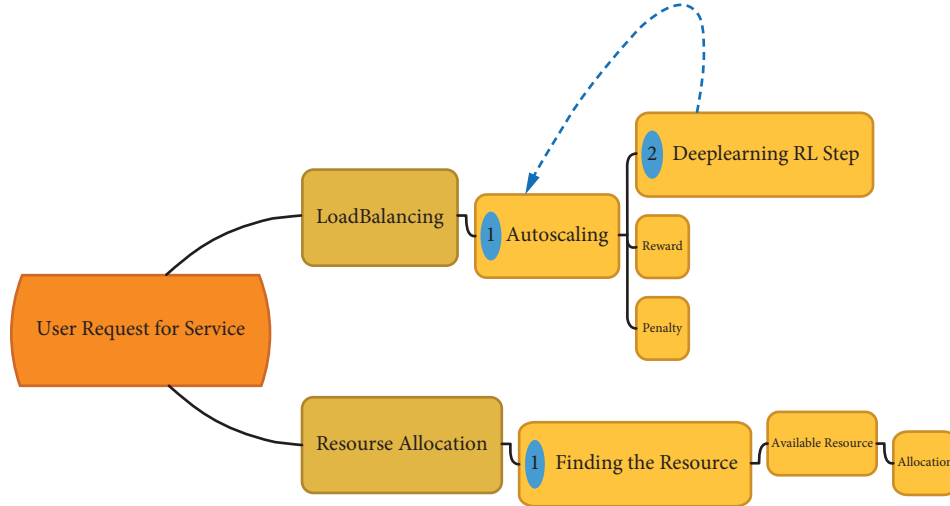 User Request for Service
LoadBalancing
1 Autoscaling
2 Deeplearning RL Step
Reward
Penalty
Resourse Allocation
1 Finding the Resource
Available Resource
Allocation